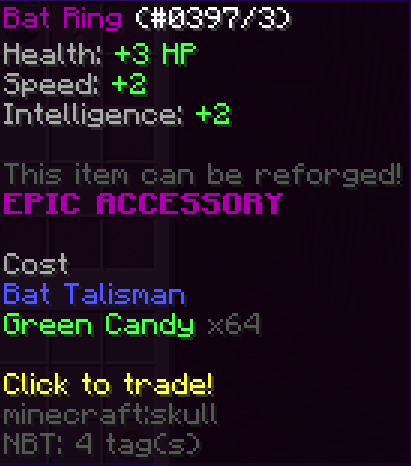 Bat Ring (#0397/3)
Health: +3 HP
Speed: +2
Intelligence: +2
This item can be reforged!
EPIC ACCESSORY
Cost
Bat Talisman
Green Candy x64
Click to trade!
minecraft:skull
NBT: 4 tag(s)